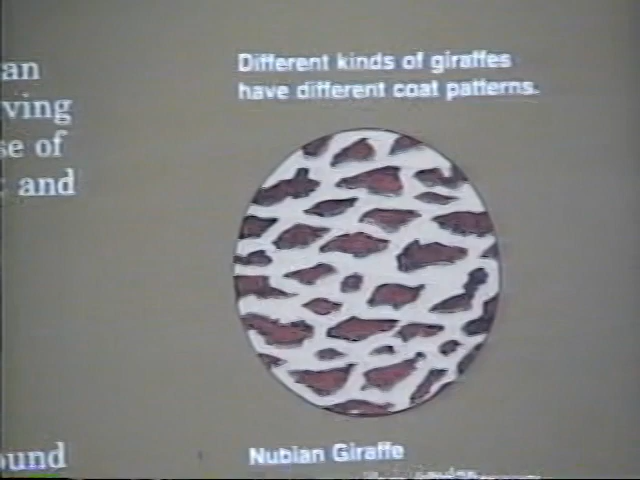 an
ving
se of
and
ound
Different kinds of giraffes
have different coat patterns.
Nubian Giraffe